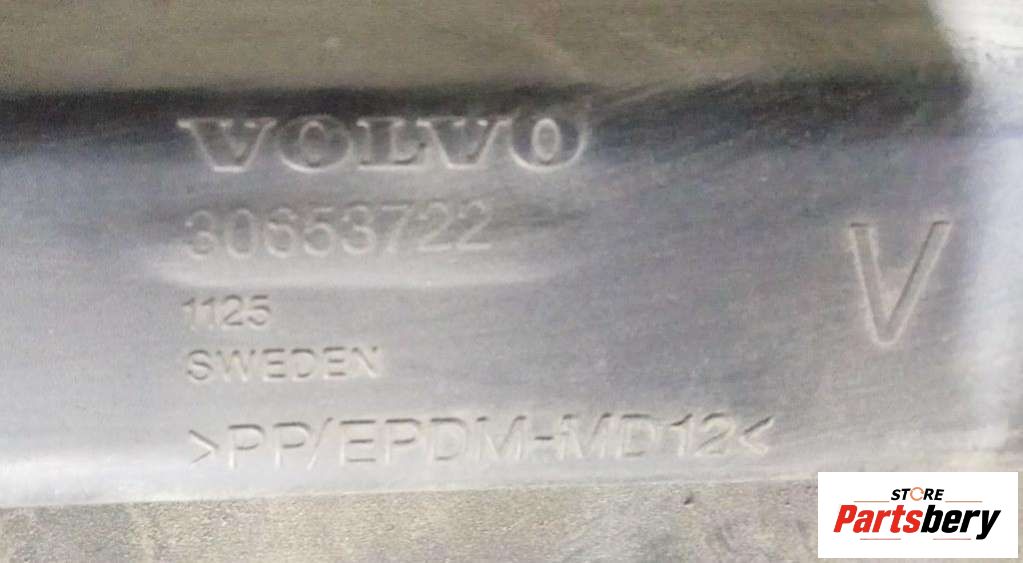 VOLVO
30653722
V
1125
SWEDEN
>PP/EPDM-MD12<
STORE
Partsbery